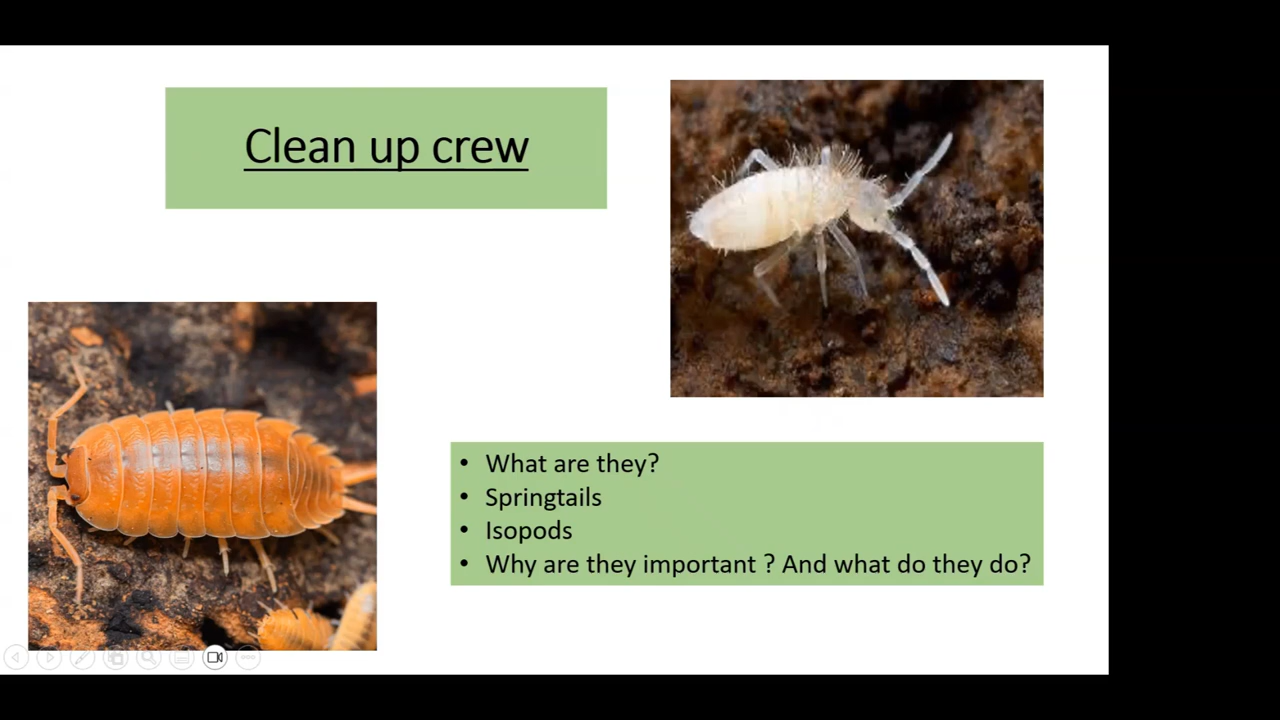 Clean up crew
• What are they?
• Springtails
• Isopods
• Why are they important ? And what do they do?